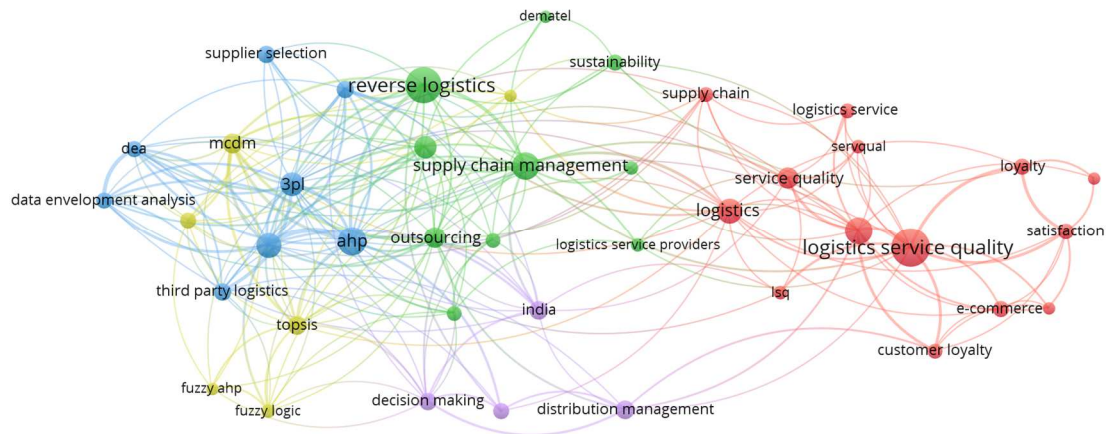 dematel
supplier selection
sustainability
reverse logistics
supply chain
logistics service
mcdm
dea
servqual
supply chain management
loyalty
service quality
3pl
data envelopment analysis
logistics
satisfaction
ahp
outsourcing
logistics service providers
logistics service quality
third party logistics
lsq
india
e-commerce
topsis
customer loyalty
fuzzy ahp
decision making
fuzzy logic
distribution management